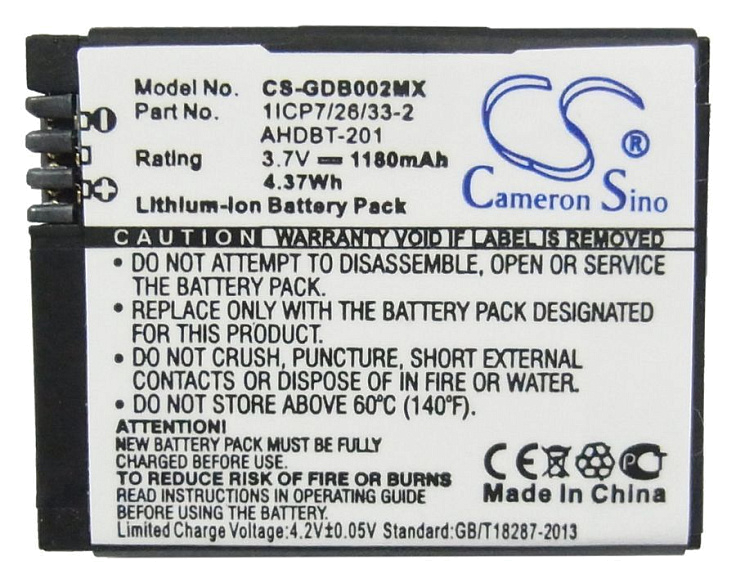 Model No. CS-GDB002MX
Part No. 1ICP7/26/33-2
AHDBT-201
Rating 3.7V 1180mAh
4.37Wh
Lithium-Ion Battery Pack
CS ®
Cameron Sino
CAUTION WARRANTY VOID IF LABEL IS REMOVED
• DO NOT ATTEMPT TO DISASSEMBLE, OPEN OR SERVICE
THE BATTERY PACK.
• REPLACE ONLY WITH THE BATTERY PACK DESIGNATED
FOR THIS PARTICULAR EQUIPMENT.
• DO NOT CRUSH, PUNCTURE, SHORT EXTERNAL
CONTACTS, OR DISPOSE OF IN FIRE OR WATER
• DO NOT STORE ABOVE 60°C (140°F).
ATTENTION!
NEW BATTERY PACK MUST BE FULLY
CHARGED BEFORE USE.
TO REDUCE RISK OF FIRE OR BURNS
READ INSTRUCTIONS IN OPERATING GUIDE
BEFORE USING THE BATTERY PACK.
CE PCT
Made In China
Limited Charge Voltage:4.2V±0.05V Standard:GB/T18287-2013